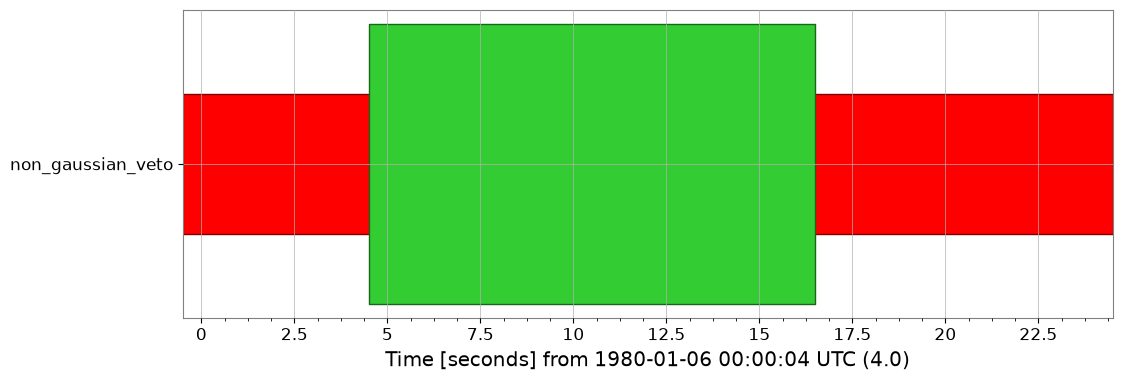 non_gaussian_veto
0 2.5 5 7.5 10 12.5 15 17.5 20 22.5
Time [seconds] from 1980-01-06 00:00:04 UTC (4.0)